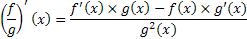 (f/g)′(x) = (f′(x) × g(x) − f(x) × g′(x)) / g²(x)